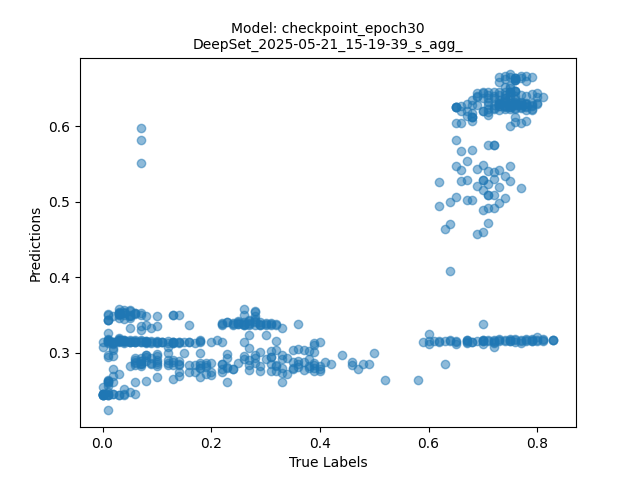 Model: checkpoint_epoch30
DeepSet_2025-05-21_15-19-39_s_agg_
0.6
0.5
0.4
0.3
Predictions
0.0
0.2
0.4
0.6
0.8
True Labels